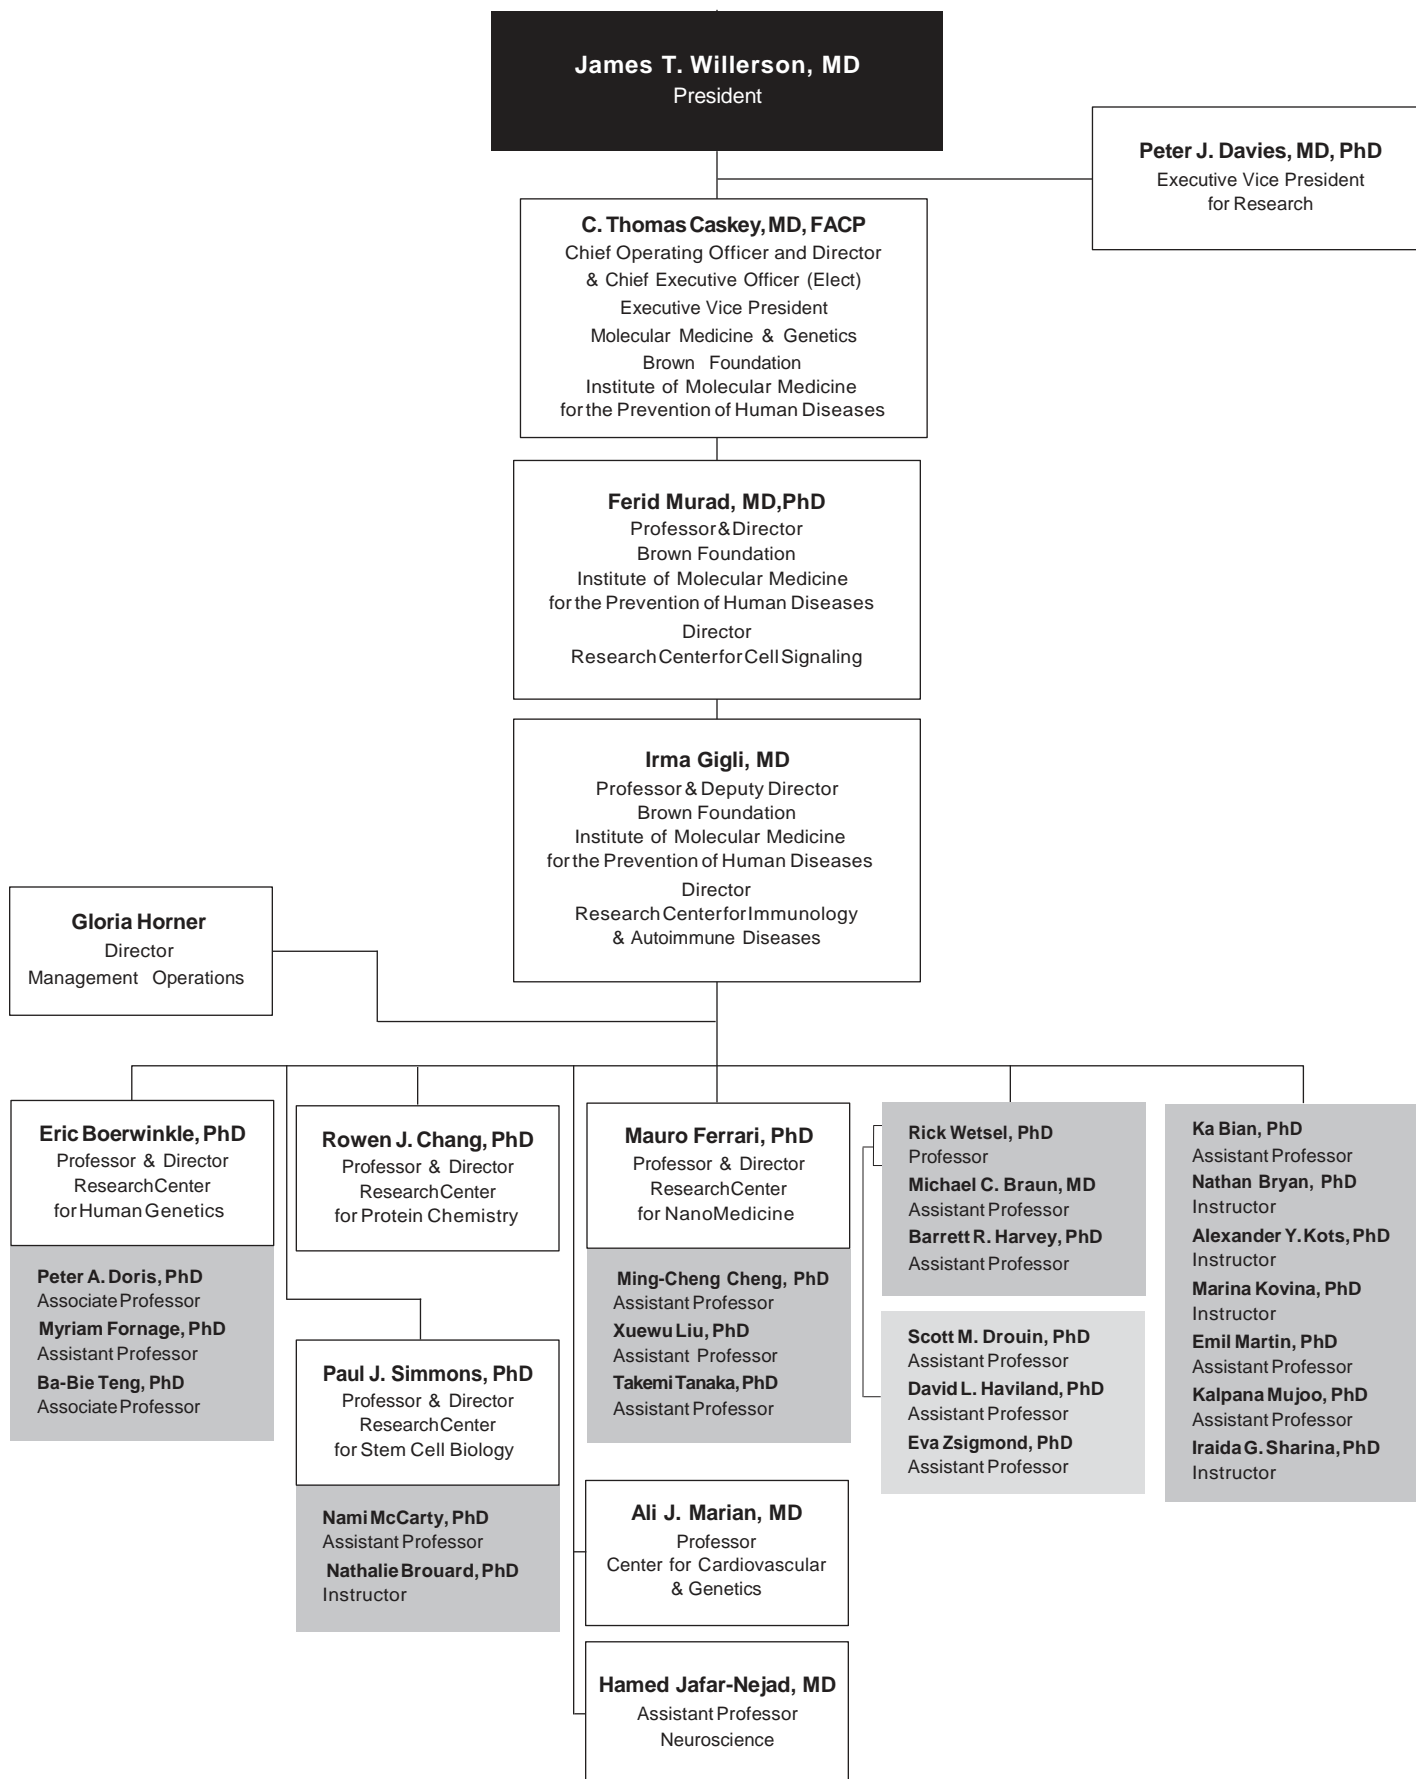 James T. Willerson, MD
President
Peter J. Davies, MD, PhD
Executive Vice President
for Research
C. Thomas Caskey, MD, FACP
Chief Operating Officer and Director
& Chief Executive Officer (Elect)
Executive Vice President
Molecular Medicine & Genetics
Brown Foundation
Institute of Molecular Medicine
for the Prevention of Human Diseases
Ferid Murad, MD,PhD
Professor & Director
Brown Foundation
Institute of Molecular Medicine
for the Prevention of Human Diseases
Director
Research Center for Cell Signaling
Irma Gigli, MD
Professor & Deputy Director
Brown Foundation
Institute of Molecular Medicine
for the Prevention of Human Diseases
Director
Research Center for Immunology
& Autoimmune Diseases
Gloria Horner
Director
Management Operations
Eric Boerwinkle, PhD
Professor & Director
Research Center
for Human Genetics
Peter A. Doris, PhD
Associate Professor
Myriam Fornage, PhD
Assistant Professor
Ba-Bie Teng, PhD
Associate Professor
Rowen J. Chang, PhD
Professor & Director
Research Center
for Protein Chemistry
Paul J. Simmons, PhD
Professor & Director
Research Center
for Stem Cell Biology
Nami McCarty, PhD
Assistant Professor
Nathalie Brouard, PhD
Instructor
Mauro Ferrari, PhD
Professor & Director
Research Center
for NanoMedicine
Ming-Cheng Cheng, PhD
Assistant Professor
Xuewu Liu, PhD
Assistant Professor
Takemi Tanaka, PhD
Assistant Professor
Ali J. Marian, MD
Professor
Center for Cardiovascular
& Genetics
Hamed Jafar-Nejad, MD
Assistant Professor
Neuroscience
Rick Wetsel, PhD
Professor
Michael C. Braun, MD
Assistant Professor
Barrett R. Harvey, PhD
Assistant Professor
Scott M. Drouin, PhD
Assistant Professor
David L. Haviland, PhD
Assistant Professor
Eva Zsigmond, PhD
Assistant Professor
Ka Bian, PhD
Assistant Professor
Nathan Bryan, PhD
Instructor
Alexander Y. Kots, PhD
Instructor
Marina Kovina, PhD
Instructor
Emil Martin, PhD
Assistant Professor
Kalpana Mujoo, PhD
Assistant Professor
Iraida G. Sharina, PhD
Instructor